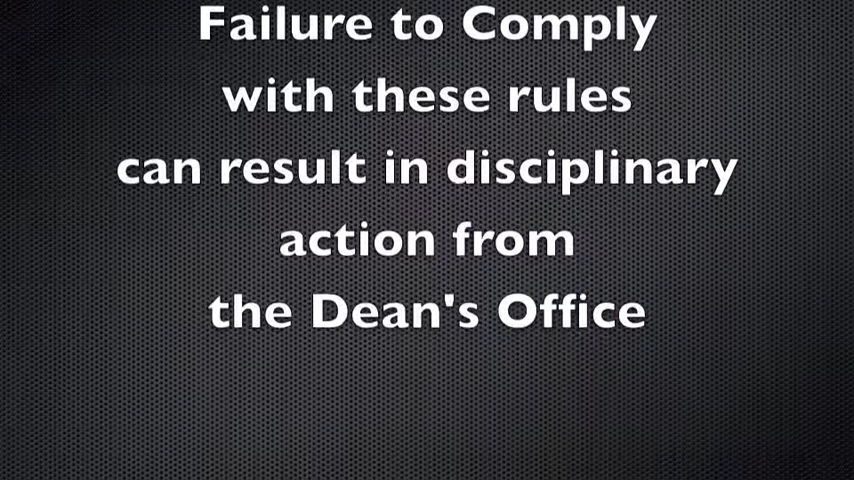 Failure to Comply
with these rules
can result in disciplinary
action from
the Dean's Office